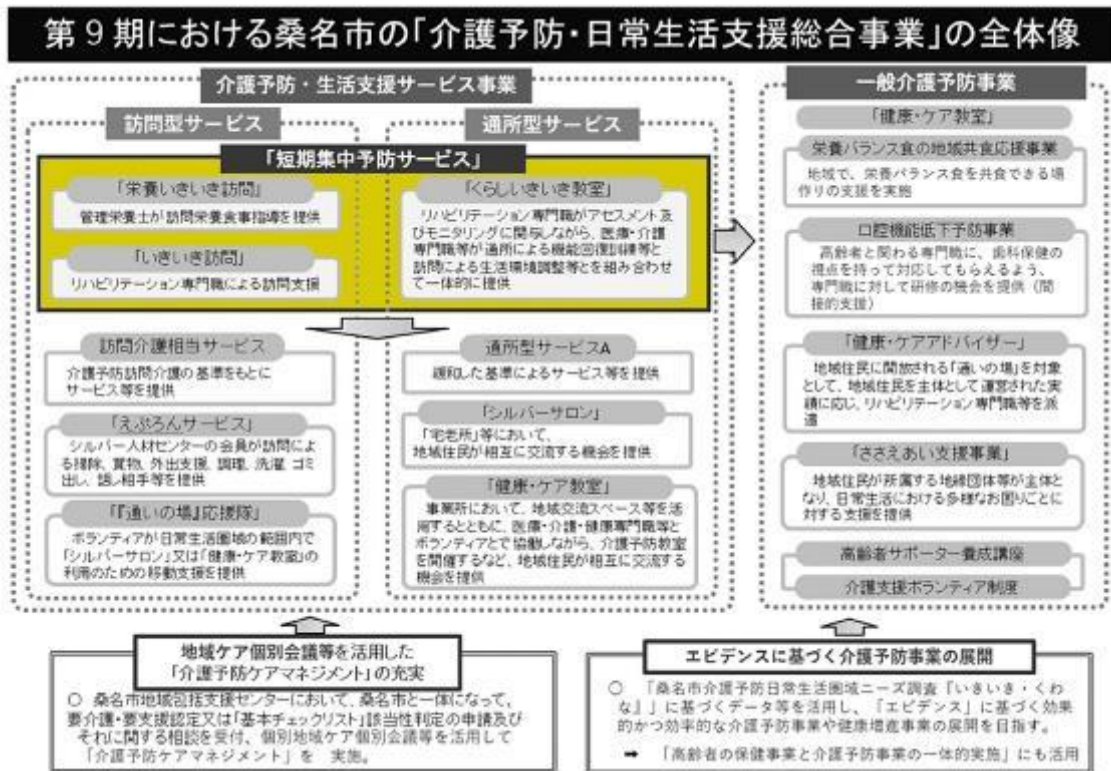 第9期における桑名市の「介護予防・日常生活支援総合事業」の全体像
介護予防・生活支援サービス事業
訪問型サービス
通所型サービス
「短期集中予防サービス」
「栄養いきいき訪問」
管理栄養士が訪問栄養食事指導を提供
「いきいき訪問」
リハビリテーション専門職による訪問支援
「くらしいきいき教室」
リハビリテーション専門職がアセスメント及
びモニタリングに関与しながら、医療・介護
専門職等が通所による機能回復訓練等と
訪問による生活環境調整等とを組み合わせ
て一体的に提供
訪問介護相当サービス
介護予防訪問介護の基準をもとに
サービス等を提供
「えぷろんサービス」
シルバー人材センターの会員が訪問によ
る掃除、買物、外出支援、調理、洗濯 ゴミ
出し、話し相手等を提供
「『通いの場』応援隊」
ボランティアが日常生活圏域の範囲内で
「シルバーサロン」又は「健康・ケア教室」の
利用のための移動支援を提供
通所型サービスA
緩和した基準によるサービス等を提供
「シルバーサロン」
「宅老所」等において、
地域住民が相互に交流する機会を提供
「健康・ケア教室」
事業所において、地域交流スペース等を活
用するとともに、医療・介護・健康専門職等と
ボランティアとで協働しながら、介護予防教室
を開催するなど、地域住民が相互に交流する
機会を提供
一般介護予防事業
「健康・ケア教室」
栄養バランス食の地域共食応援事業
地域で、栄養バランス食を共食できる場
作りの支援を実施
口腔機能低下予防事業
高齢者と関わる専門職に、歯科保健の
視点を持って対応してもらえるよう、
専門職に対して研修の機会を提供（間
接的支援）
「健康・ケアアドバイザー」
地域住民に開放される「通いの場」を対象
として、地域住民を主体として運営された実
績に応じ、リハビリテーション専門職等を派
遣
「ささえあい支援事業」
地域住民が所属する地縁団体等が主体と
なり、日常生活における多様なお困りごとに
対する支援を提供
高齢者サポーター養成講座
介護支援ボランティア制度
地域ケア個別会議等を活用した
「介護予防ケアマネジメント」の充実
○ 桑名市地域包括支援センターにおいて、桑名市と一体になって、
要介護・要支援認定又は「基本チェックリスト」該当性判定の申請及び
それに関する相談を受付、個別地域ケア個別会議等を活用して
「介護予防ケアマネジメント」を 実施。
エビデンスに基づく介護予防事業の展開
○ 「桑名市介護予防日常生活圏域ニーズ調査『いきいき・くわ
な』」に基づくデータ等を活用し、「エビデンス」に基づく効果
的かつ効率的な介護予防事業や健康増進事業の展開を目指す。
➡ 「高齢者の保健事業と介護予防事業の一体的実施」にも活用